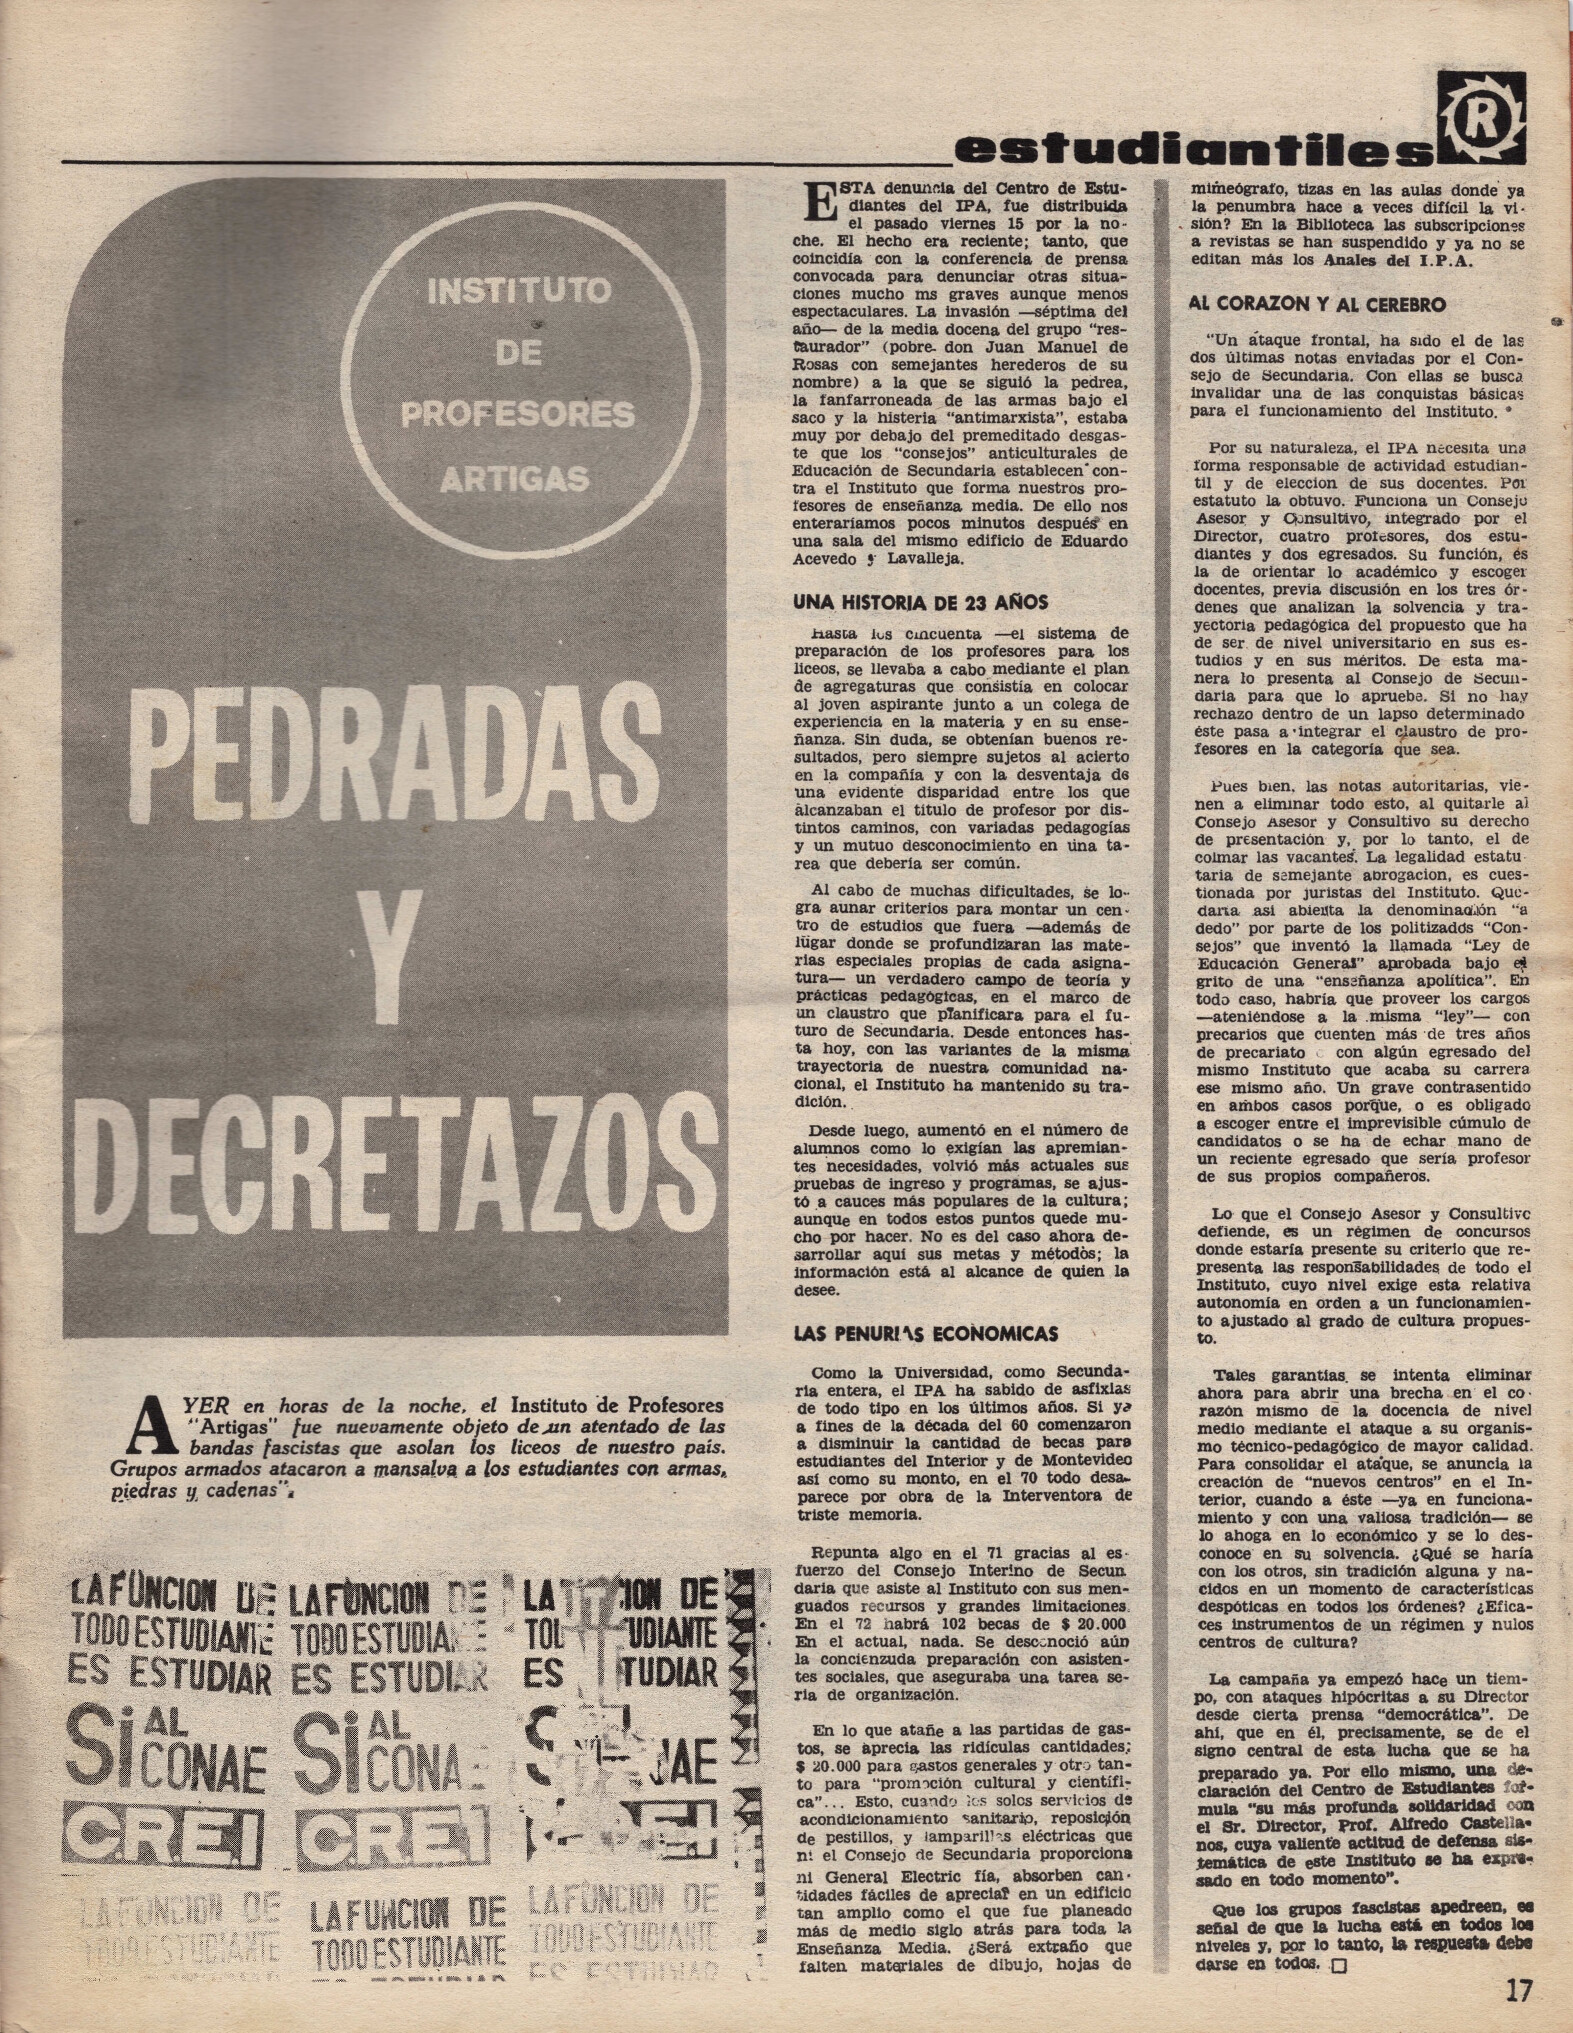 estudiantiles
R
INSTITUTO
DE
PROFESORES
ARTIGAS
PEDRADAS
Y
DECRETAZOS
AYER en horas de la noche, el Instituto de Profesores
"Artigas" fue nuevamente objeto de un atentado de las
bandas fascistas que asolan los liceos de nuestro país.
Grupos armados atacaron a mansalva a los estudiantes con armas,
piedras y cadenas".
LA FUNCION DE
TODO ESTUDIANTE
ES ESTUDIAR
SI AL
CONAE
C.R.E.I
LA FUNCION DE
TODO ESTUDIA
ES ESTUDIAR
SI AL
CONA
CREI
LA CION DE
TO UDIANTE
ES TUDIAR
S
AE
EI
LA FUNCION DE
TODO ESTUDIANTE
LA FUNCION DE
TODO ESTUDIANTE
ES ESTUDIAR
LA FUNCION DE
TODO ESTUDIANTE
ES ESTUDIAR
ESTA denuncia del Centro de Estu-
diantes del IPA, fue distribuida
el pasado viernes 15 por la no-
che. El hecho era reciente; tanto, que
coincidía con la conferencia de prensa
convocada para denunciar otras situa-
ciones mucho ms graves aunque menos
espectaculares. La invasión —séptima del
año— de la media docena del grupo "res-
taurador" (pobre don Juan Manuel de
Rosas con semejantes herederos de su
nombre) a la que se siguió la pedrea,
la fanfarroneada de las armas bajo el
saco y la histeria "antimarxista", estaba
muy por debajo del premeditado desgas-
te que los "consejos" anticulturales de
Educación de Secundaria establecen con-
tra el Instituto que forma nuestros pro-
fesores de enseñanza media. De ello nos
enteraríamos pocos minutos después en
una sala del mismo edificio de Eduardo
Acevedo y Lavalleja.
UNA HISTORIA DE 23 AÑOS
Hasta los cincuenta —el sistema de
preparación de los profesores para los
liceos, se llevaba a cabo mediante el plan
de agregaturas que consistía en colocar
al joven aspirante junto a un colega de
experiencia en la materia y en su ense-
ñanza. Sin duda, se obtenían buenos re-
sultados, pero siempre sujetos al acierto
en la compañía y con la desventaja de
una evidente disparidad entre los que
alcanzaban el título de profesor por dis-
tintos caminos, con variadas pedagogías
y un mutuo desconocimiento en una ta-
rea que debería ser común.
Al cabo de muchas dificultades, se lo-
gra aunar criterios para montar un cen-
tro de estudios que fuera —además de
lugar donde se profundizaran las mate-
rias especiales propias de cada asigna-
tura— un verdadero campo de teoría y
prácticas pedagógicas, en el marco de
un claustro que planificara para el fu-
turo de Secundaria. Desde entonces has-
ta hoy, con las variantes de la misma
trayectoria de nuestra comunidad na-
cional, el Instituto ha mantenido su tra-
dición.
Desde luego, aumentó en el número de
alumnos como lo exigían las apremian-
tes necesidades, volvió más actuales sus
pruebas de ingreso y programas, se ajus-
tó a cauces más populares de la cultura;
aunque en todos estos puntos quede mu-
cho por hacer. No es del caso ahora de-
sarrollar aquí sus metas y métodos; la
información está al alcance de quien la
desee.
LAS PENURIAS ECONOMICAS
Como la Universidad, como Secunda-
ria entera, el IPA ha sabido de asfixias
de todo tipo en los últimos años. Si ya
a fines de la década del 60 comenzaron
a disminuir la cantidad de becas para
estudiantes del Interior y de Montevideo
así como su monto, en el 70 todo desa-
parece por obra de la Interventora de
triste memoria.
Repunta algo en el 71 gracias al es-
fuerzo del Consejo Interino de Secun
daria que asiste al Instituto con sus men-
guados recursos y grandes limitaciones.
En el 72 habrá 102 becas de $ 20.000
En el actual, nada. Se desconoció aún
la concienzuda preparación con asisten-
tes sociales, que aseguraba una tarea se-
ria de organización.
En lo que atañe a las partidas de gas-
tos, se aprecia las ridículas cantidades;
$ 20.000 para gastos generales y otro tan-
to para "promoción cultural y científi-
ca"... Esto, cuando los solos servicios de
acondicionamiento sanitario, reposición
de pestillos, y lamparillas eléctricas que
ni el Consejo de Secundaria proporciona
ni General Electric fía, absorben can-
tidades fáciles de apreciar en un edificio
tan amplio como el que fue planeado
más de medio siglo atrás para toda la
Enseñanza Media. ¿Será extraño que
falten materiales de dibujo, hojas de
mimeógrafo, tizas en las aulas donde ya
la penumbra hace a veces difícil la vi-
sión? En la Biblioteca las subscripciones
a revistas se han suspendido y ya no se
editan más los Anales del I.P.A.
AL CORAZON Y AL CEREBRO
"Un ataque frontal, ha sido el de las
dos últimas notas enviadas por el Con-
sejo de Secundaria. Con ellas se busca
invalidar una de las conquistas básicas
para el funcionamiento del Instituto.
Por su naturaleza, el IPA necesita una
forma responsable de actividad estudian-
til y de eleccion de sus docentes. Por
estatuto la obtuvo. Funciona un Consejo
Asesor y Consultivo, integrado por el
Director, cuatro profesores, dos estu-
diantes y dos egresados. Su función, es
la de orientar lo académico y escoger
docentes, previa discusión en los tres ór-
denes que analizan la solvencia y tra-
yectoria pedagógica del propuesto que ha
de ser de nivel universitario en sus es-
tudios y en sus méritos. De esta ma-
nera lo presenta al Consejo de Secun-
daria para que lo apruebe. Si no hay
rechazo dentro de un lapso determinado
éste pasa a integrar el claustro de pro-
fesores en la categoría que sea.
Pues bien, las notas autoritarias, vie-
nen a eliminar todo esto, al quitarle al
Consejo Asesor y Consultivo su derecho
de presentación y, por lo tanto, el de
colmar las vacantes. La legalidad estatu-
taria de semejante abrogacion, es cues-
tionada por juristas del Instituto. Que-
daría así abierta la denominación "a
dedo" por parte de los politizados "Con-
sejos" que inventó la llamada "Ley de
Educación General" aprobada bajo el
grito de una "enseñanza apolítica". En
todo caso, habría que proveer los cargos
—ateniéndose a la misma "ley"— con
precarios que cuenten más de tres años
de precariato o con algún egresado del
mismo Instituto que acaba su carrera
ese mismo año. Un grave contrasentido
en ambos casos porque, o es obligado
a escoger entre el imprevisible cúmulo de
candidatos o se ha de echar mano de
un reciente egresado que sería profesor
de sus propios compañeros.
Lo que el Consejo Asesor y Consultivo
defiende, es un régimen de concursos
donde estaría presente su criterio que re-
presenta las responsabilidades de todo el
Instituto, cuyo nivel exige esta relativa
autonomía en orden a un funcionamien-
to ajustado al grado de cultura propues-
to.
Tales garantías se intenta eliminar
ahora para abrir una brecha en el co-
razón mismo de la docencia de nivel
medio mediante el ataque a su organis-
mo técnico-pedagógico de mayor calidad.
Para consolidar el ataque, se anuncia la
creación de "nuevos centros" en el In-
terior, cuando a éste —ya en funciona-
miento y con una valiosa tradición— se
lo ahoga en lo económico y se lo des-
conoce en su solvencia. ¿Qué se haría
con los otros, sin tradición alguna y na-
cidos en un momento de características
despóticas en todos los órdenes? ¿Efica-
ces instrumentos de un régimen y nulos
centros de cultura?
La campaña ya empezó hace un tiem-
po, con ataques hipócritas a su Director
desde cierta prensa "democrática". De
ahí, que en él, precisamente, se de el
signo central de esta lucha que se ha
preparado ya. Por ello mismo, una de-
claración del Centro de Estudiantes for-
mula "su más profunda solidaridad con
el Sr. Director, Prof. Alfredo Castella-
nos, cuya valiente actitud de defensa sis-
temática de este Instituto se ha expre-
sado en todo momento".
Que los grupos fascistas apedreen, es
señal de que la lucha está en todos los
niveles y, por lo tanto, la respuesta debe
darse en todos.
17